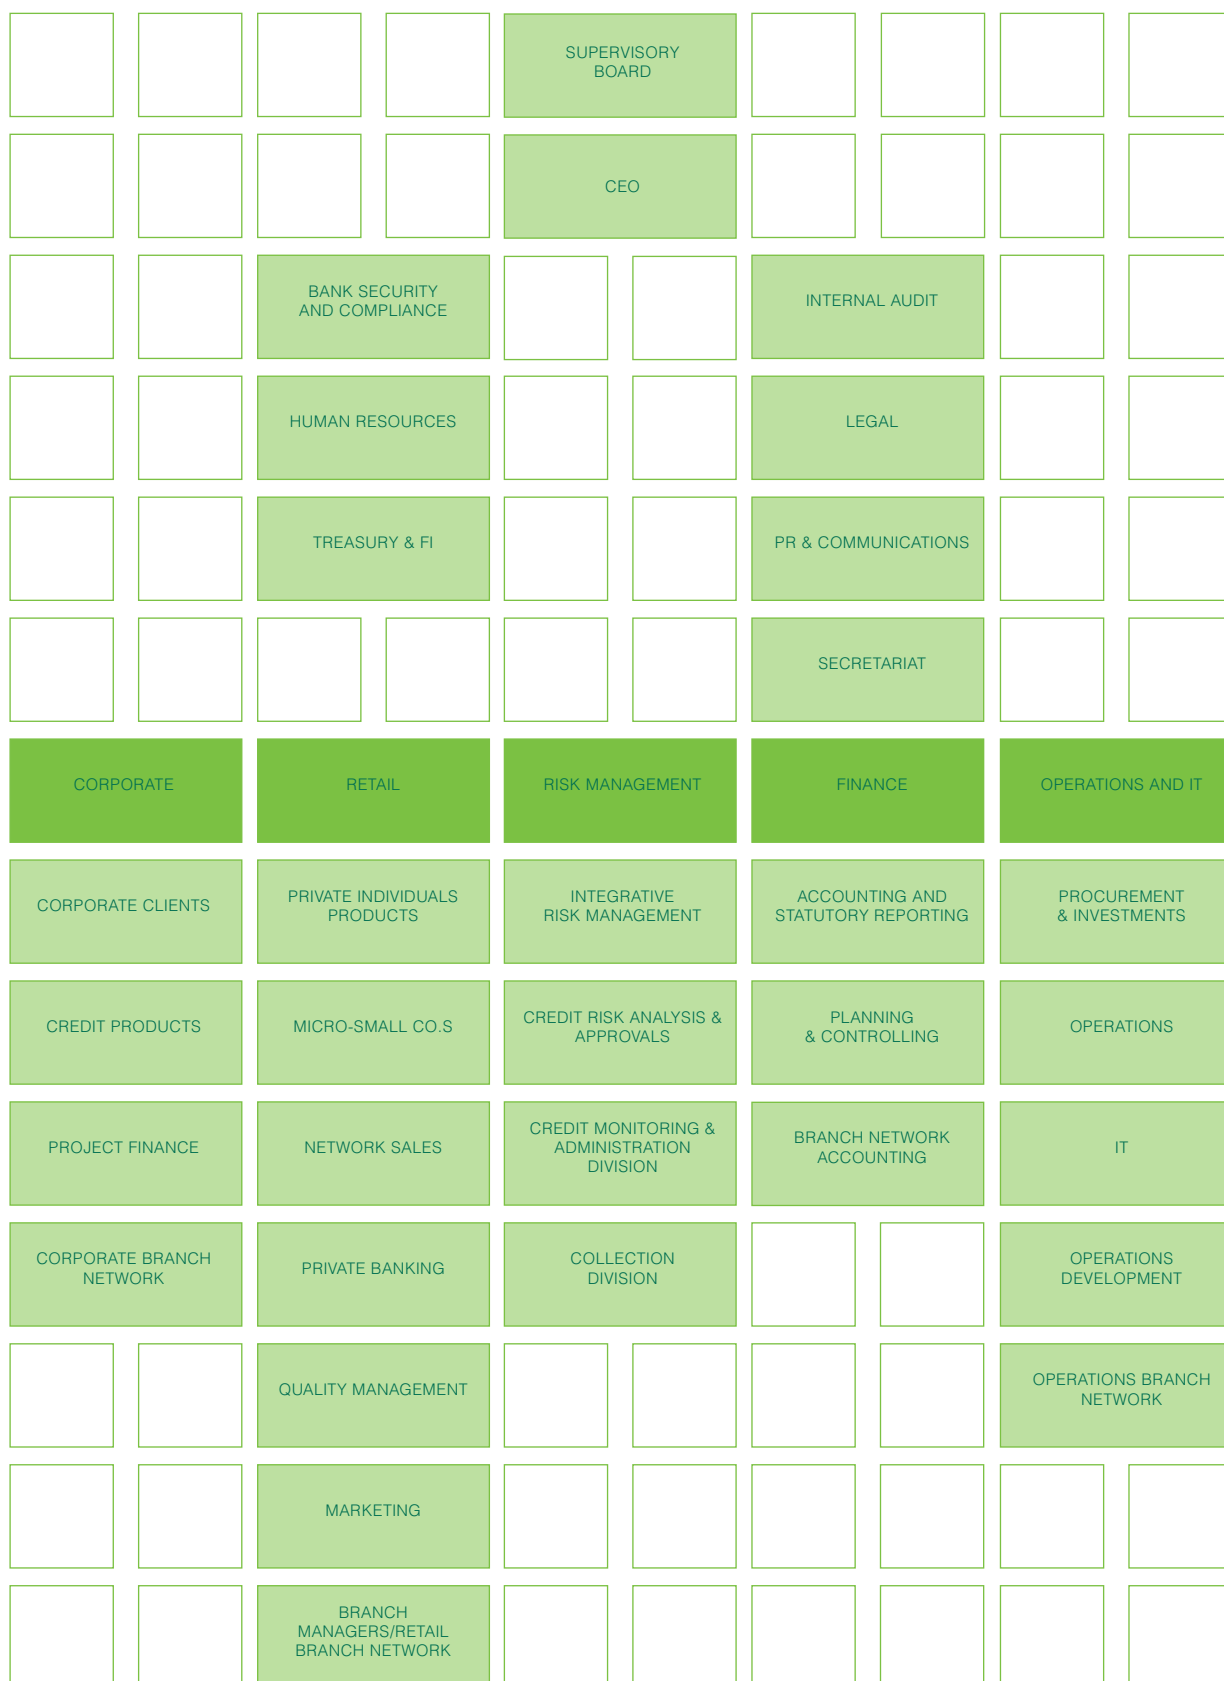 SUPERVISORY
BOARD
CEO
BANK SECURITY
AND COMPLIANCE
INTERNAL AUDIT
HUMAN RESOURCES
LEGAL
TREASURY & FI
PR & COMMUNICATIONS
SECRETARIAT
CORPORATE
RETAIL
RISK MANAGEMENT
FINANCE
OPERATIONS AND IT
CORPORATE CLIENTS
PRIVATE INDIVIDUALS
PRODUCTS
INTEGRATIVE
RISK MANAGEMENT
ACCOUNTING AND
STATUTORY REPORTING
PROCUREMENT
& INVESTMENTS
CREDIT PRODUCTS
MICRO-SMALL CO.S
CREDIT RISK ANALYSIS &
APPROVALS
PLANNING
& CONTROLLING
OPERATIONS
PROJECT FINANCE
NETWORK SALES
CREDIT MONITORING &
ADMINISTRATION
DIVISION
BRANCH NETWORK
ACCOUNTING
IT
CORPORATE BRANCH
NETWORK
PRIVATE BANKING
COLLECTION
DIVISION
OPERATIONS
DEVELOPMENT
QUALITY MANAGEMENT
OPERATIONS BRANCH
NETWORK
MARKETING
BRANCH
MANAGERS/RETAIL
BRANCH NETWORK